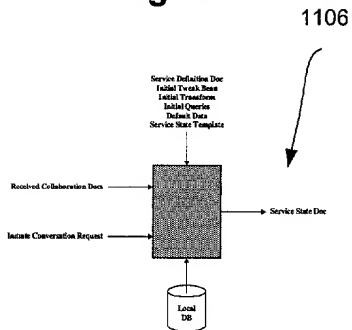 1106
Service Definition Doc
Initial Tweak Bean
Initial Transform
Initial Queries
Default Data
Service State Template
Received Collaboration Docs
Service State Doc
Initiate Conversation Request
Local
DB